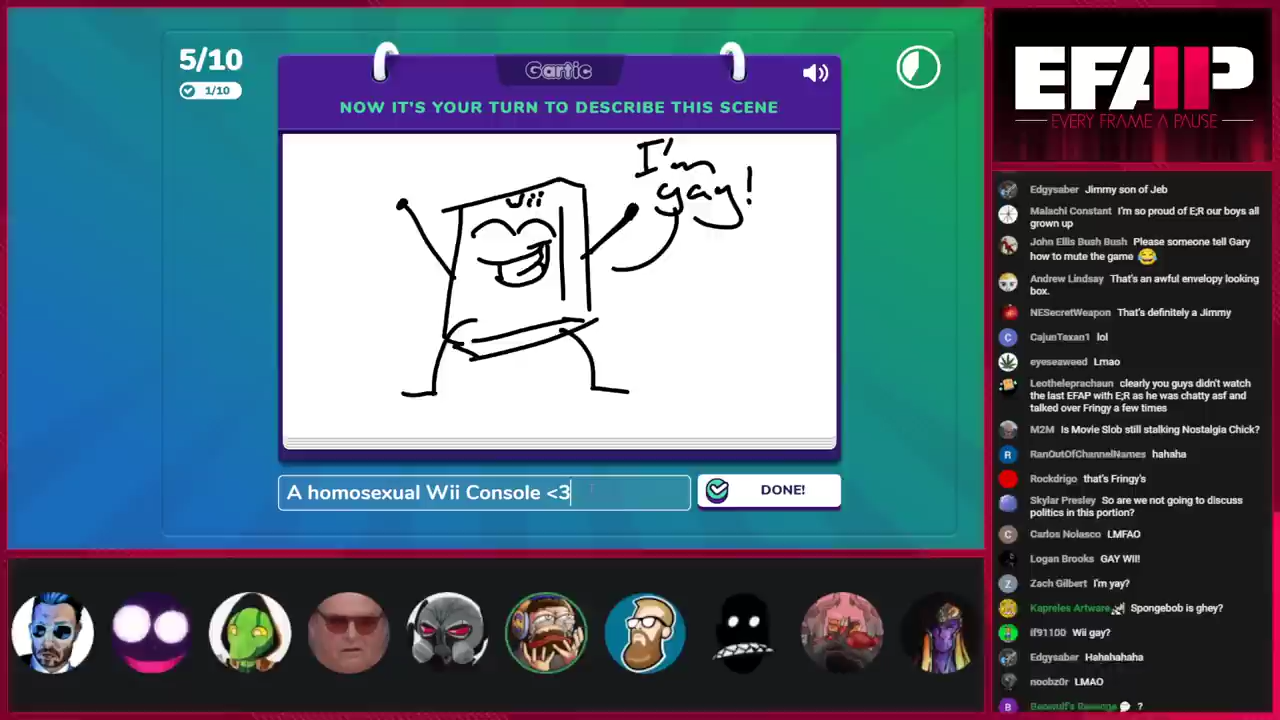 5/10
1/10
Gartic
NOW IT'S YOUR TURN TO DESCRIBE THIS SCENE
Wii
I'm
gay!
A homosexual Wii Console <3
DONE!
EFAP
EVERY FRAME A PAUSE
Edgysaber Jimmy son of Jeb
Malachi Constant I'm so proud of E;R our boys all
grown up
John Ellis Bush Bush Please someone tell Gary
how to mute the game
Andrew Lindsay That's an awful envelopy looking
box.
NESecretWeapon That's definitely a Jimmy
CajunTaxan1 lol
eyeseaweed Lmao
Leotheleprachaun clearly you guys didn't watch
the last EFAP with E;R as he was chatty asf and
talked over Fringy a few times
M2M Is Movie Slob still stalking Nostalgia Chick?
RanOutOfChannelNames hahaha
Rockdrigo that's Fringy's
Skylar Presley So are we not going to discuss
politics in this portion?
Carlos Nolasco LMFAO
Logan Brooks GAY WII!
Zach Gilbert I'm yay?
Kapreles Artware Spongebob is ghey?
if91100 Wii gay?
Edgysaber Hahahahaha
noobz0r LMAO
Beowulf's Revenge ?